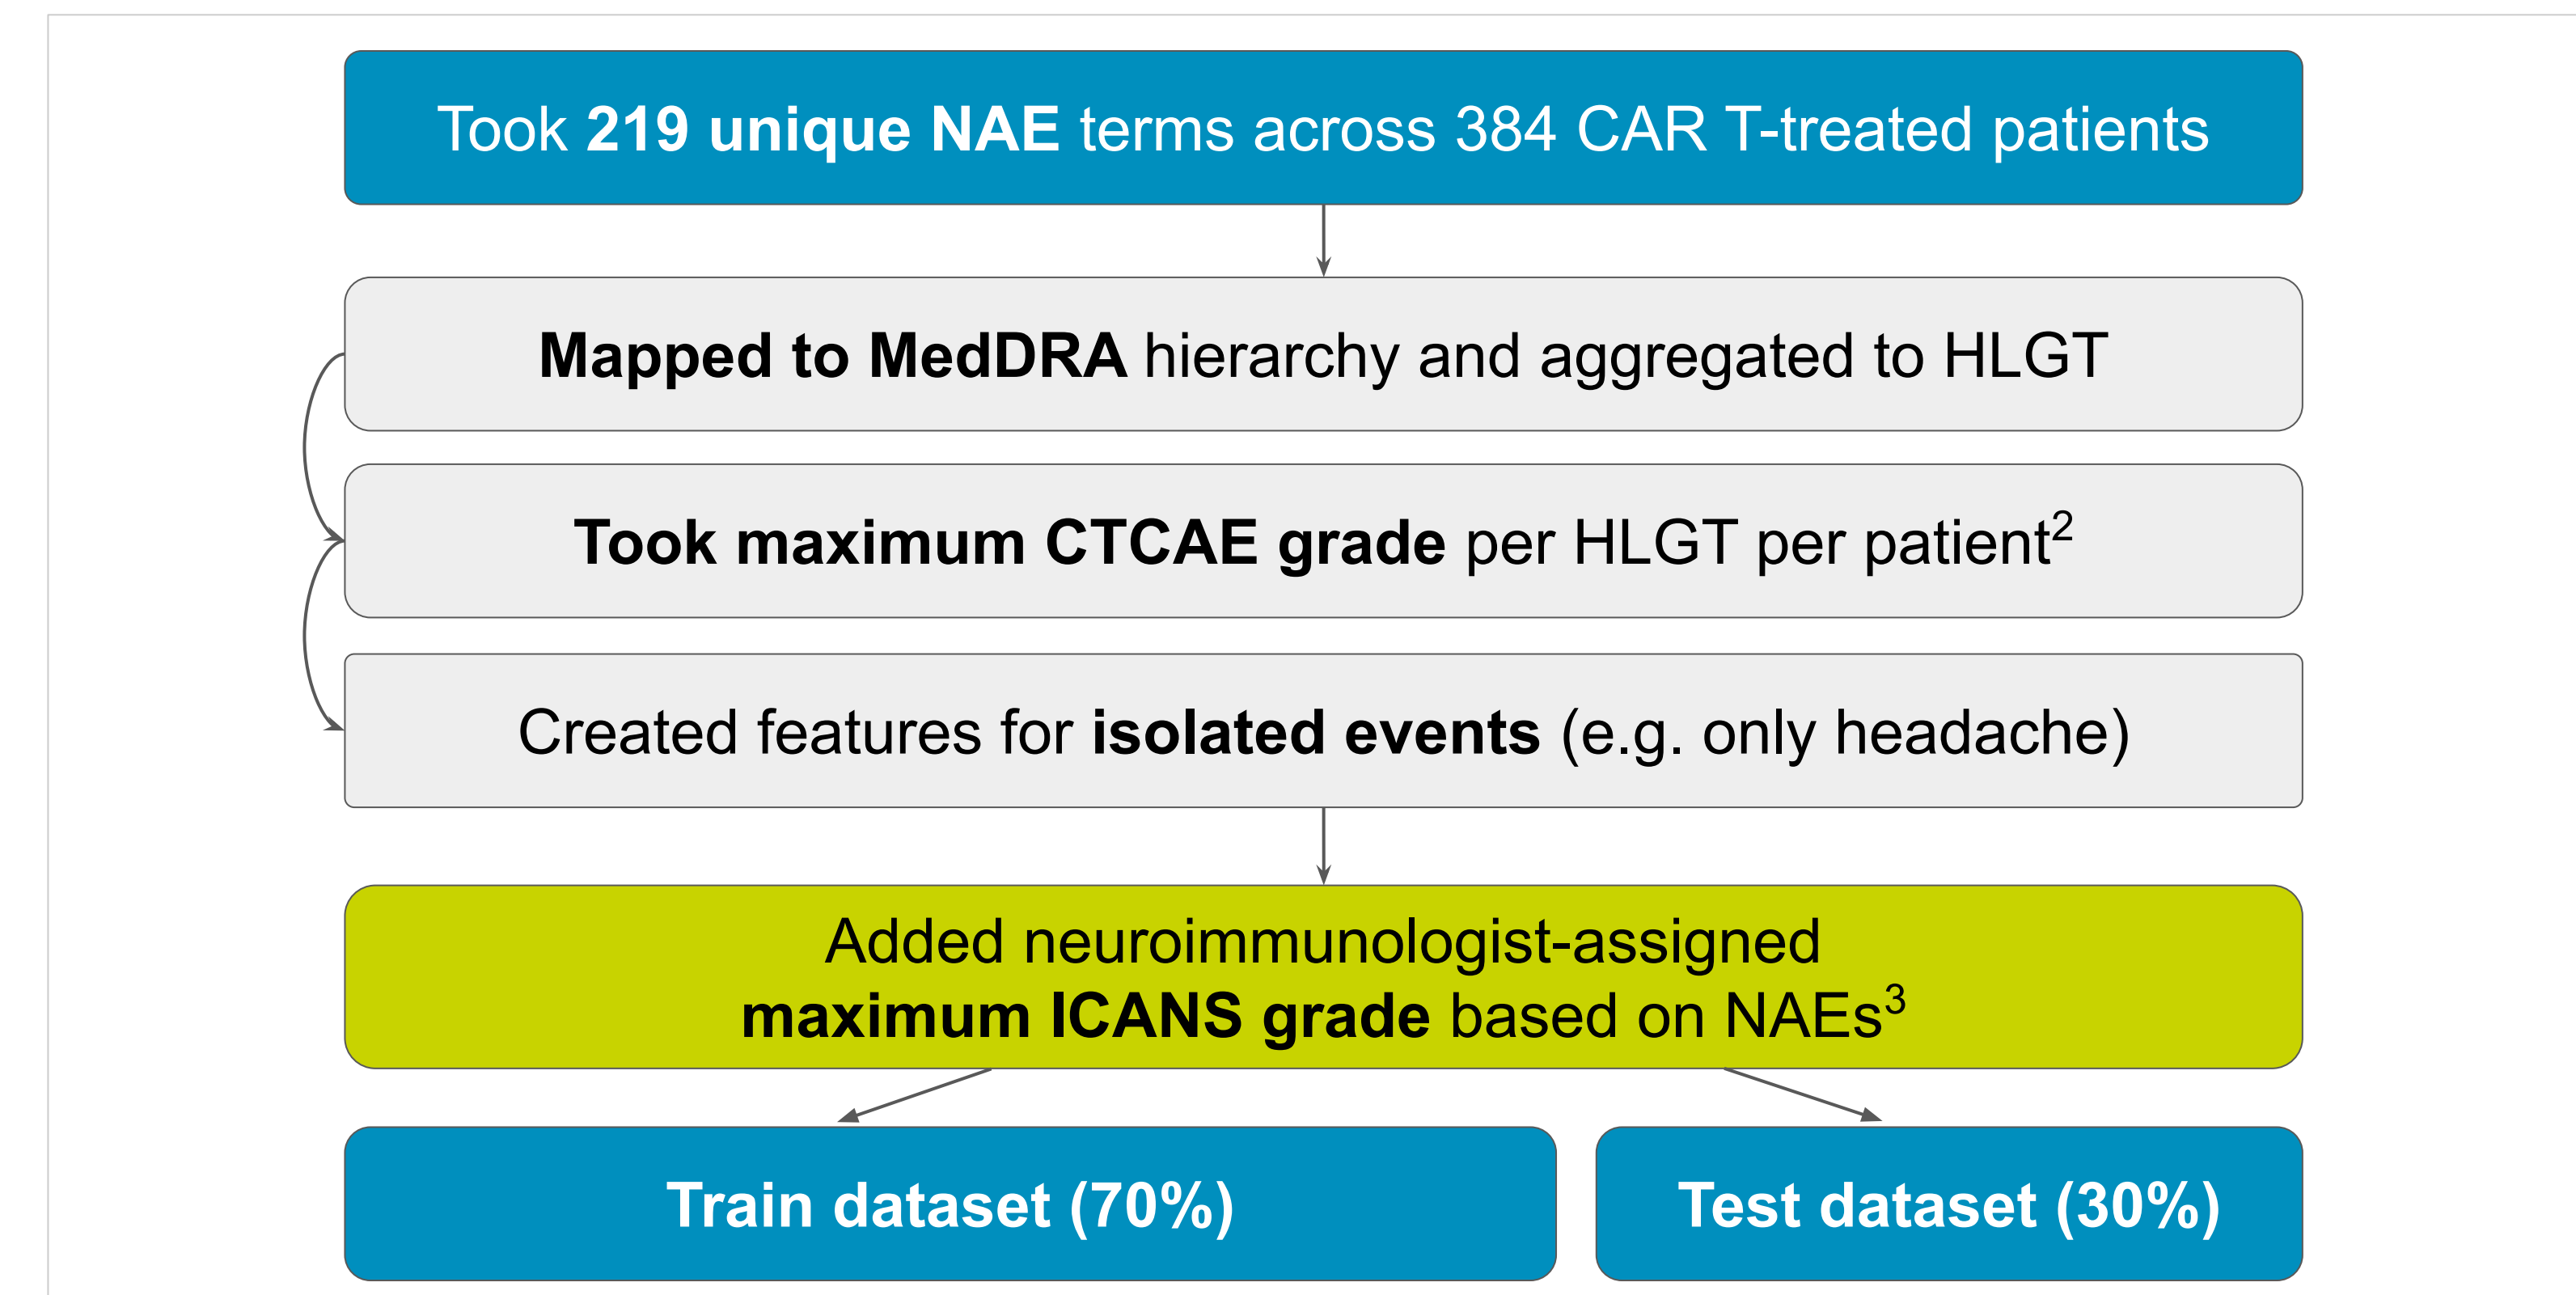 Took 219 unique NAE terms across 384 CAR T-treated patients
Mapped to MedDRA hierarchy and aggregated to HLGT
Took maximum CTCAE grade per HLGT per patient²
Created features for isolated events (e.g. only headache)
Added neuroimmunologist-assigned
maximum ICANS grade based on NAEs³
Train dataset (70%)
Test dataset (30%)